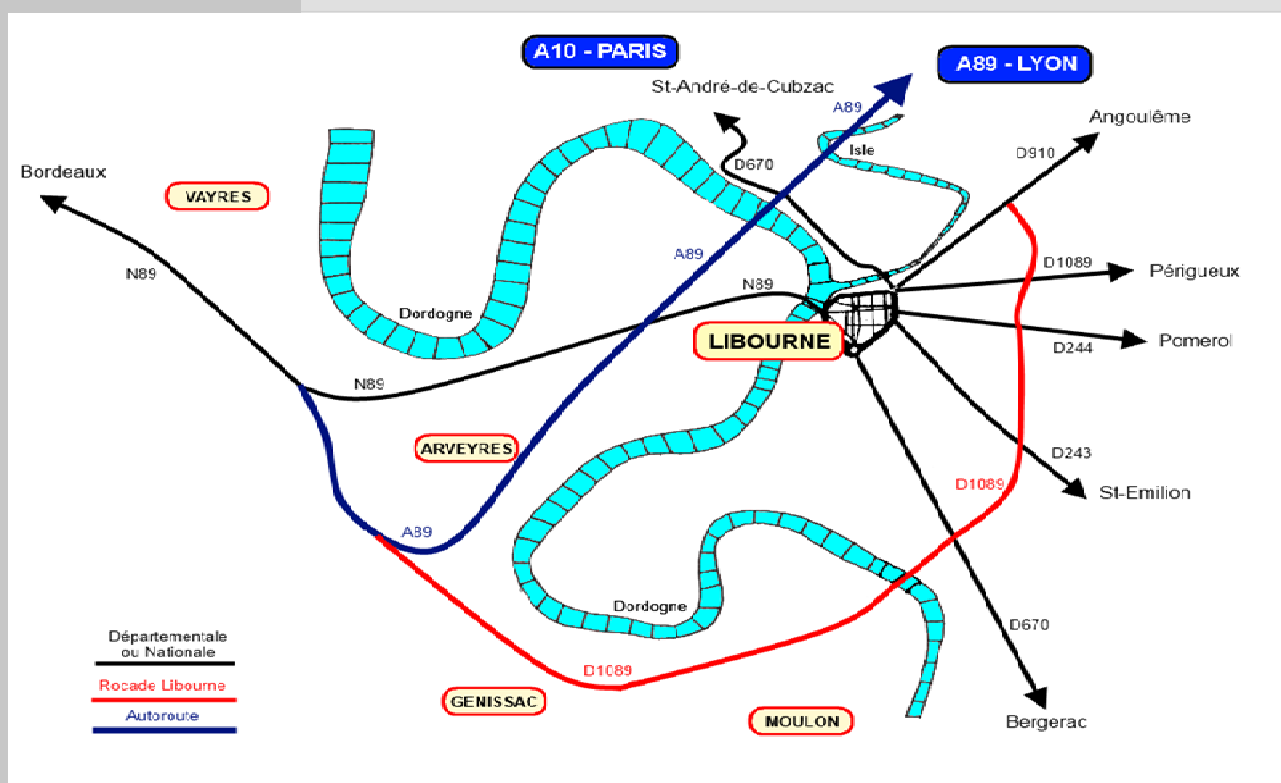 A10 - PARIS
A89 - LYON
St-André-de-Cubzac
A89
Angoulême
Isle
D910
D670
Bordeaux
VAYRES
A89
D1089
Périgueux
N89
N89
Dordogne
LIBOURNE
D244
Pomerol
N89
ARVEYRES
D243
D1089
St-Emilion
A89
Dordogne
D670
Départementale
ou Nationale
D1089
Rocade Libourne
GENISSAC
Autoroute
MOULON
Bergerac